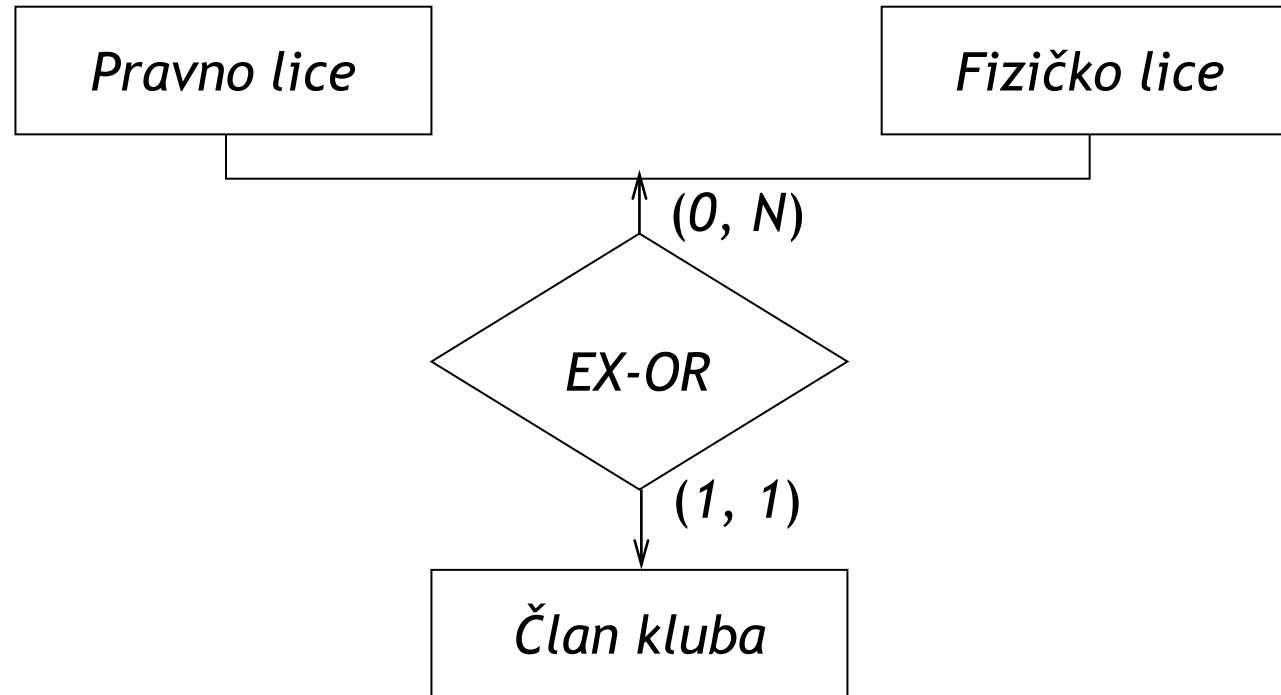 Pravno lice
Fizičko lice
(0, N)
EX-OR
(1, 1)
Član kluba